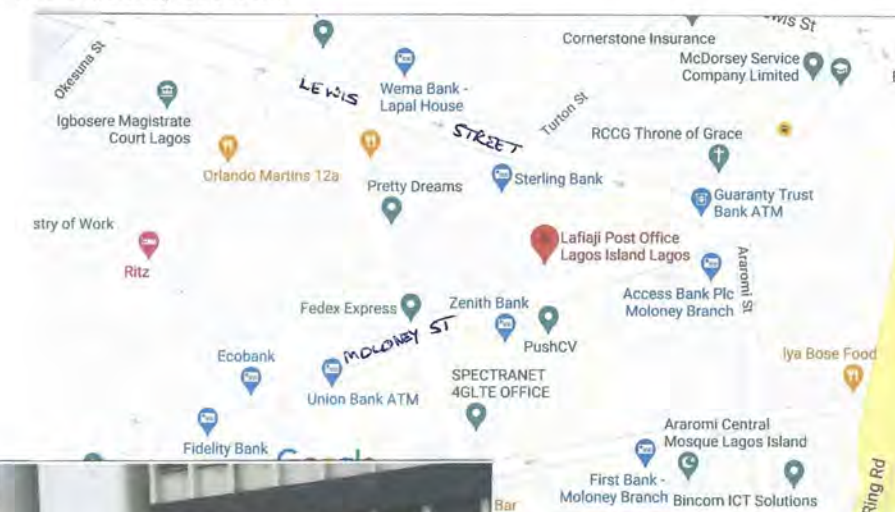 ewis St
Cornerstone Insurance
McDorsey Service
Company Limited
Okesuna St
Wema Bank -
Lapal House
LEWIS
STREET
Turton St
Igbosere Magistrate
Court Lagos
RCCG Throne of Grace
Orlando Martins 12a
Pretty Dreams
Sterling Bank
Guaranty Trust
Bank ATM
stry of Work
Lafiaji Post Office
Lagos Island Lagos
Ritz
Access Bank Plc
Moloney Branch
Araromi St
Fedex Express
Zenith Bank
MOLONEY ST
PushCV
Ecobank
Iya Bose Food
Union Bank ATM
SPECTRANET
4GLTE OFFICE
Fidelity Bank
Google
Araromi Central
Mosque Lagos Island
First Bank -
Moloney Branch
Bincom ICT Solutions
Bar
Ring Rd